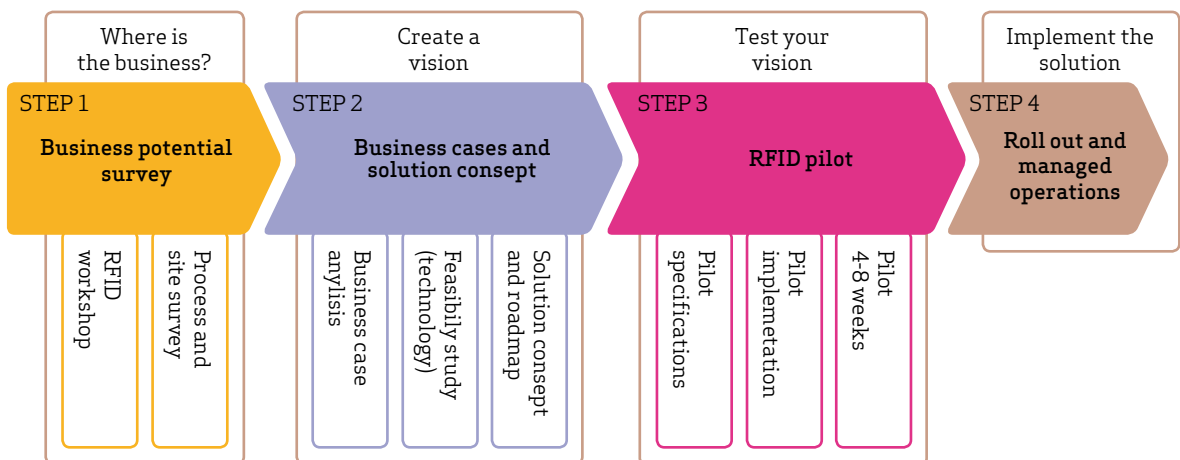 Where is
the business?
STEP 1
Business potential
survey
RFID
workshop
Process and
site survey
Create a
vision
STEP 2
Business cases and
solution consept
Business case
anylisis
Feasibily study
(technology)
Solution consept
and roadmap
Test your
vision
STEP 3
RFID pilot
Pilot
specifications
Pilot
implemetation
Pilot
4-8 weeks
Implement the
solution
STEP 4
Roll out and
managed
operations